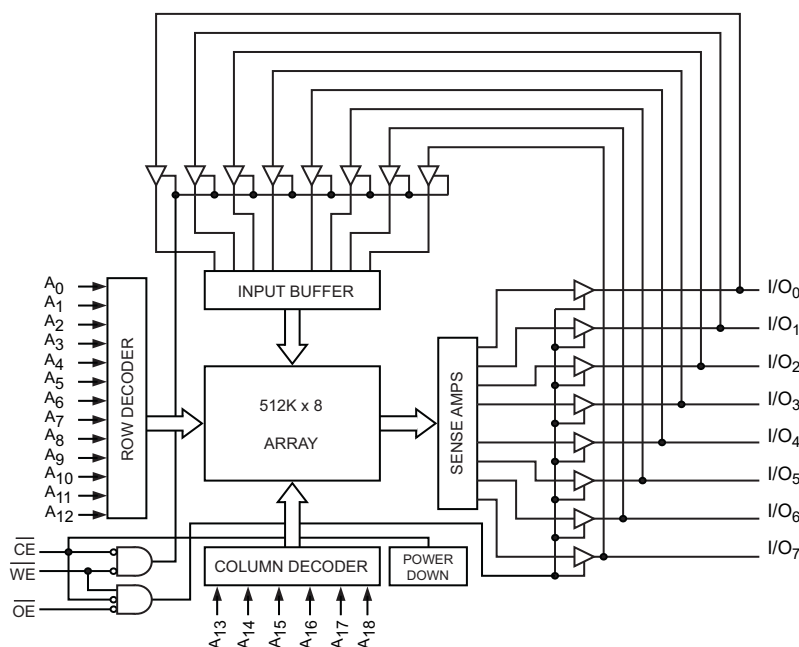 INPUT BUFFER
A0
A1
A2
A3
A4
A5
A6
A7
A8
A9
A10
A11
A12
ROW DECODER
512K x 8
ARRAY
SENSE AMPS
I/O0
I/O1
I/O2
I/O3
I/O4
I/O5
I/O6
I/O7
CE
WE
OE
COLUMN DECODER
POWER
DOWN
A13
A14
A15
A16
A17
A18